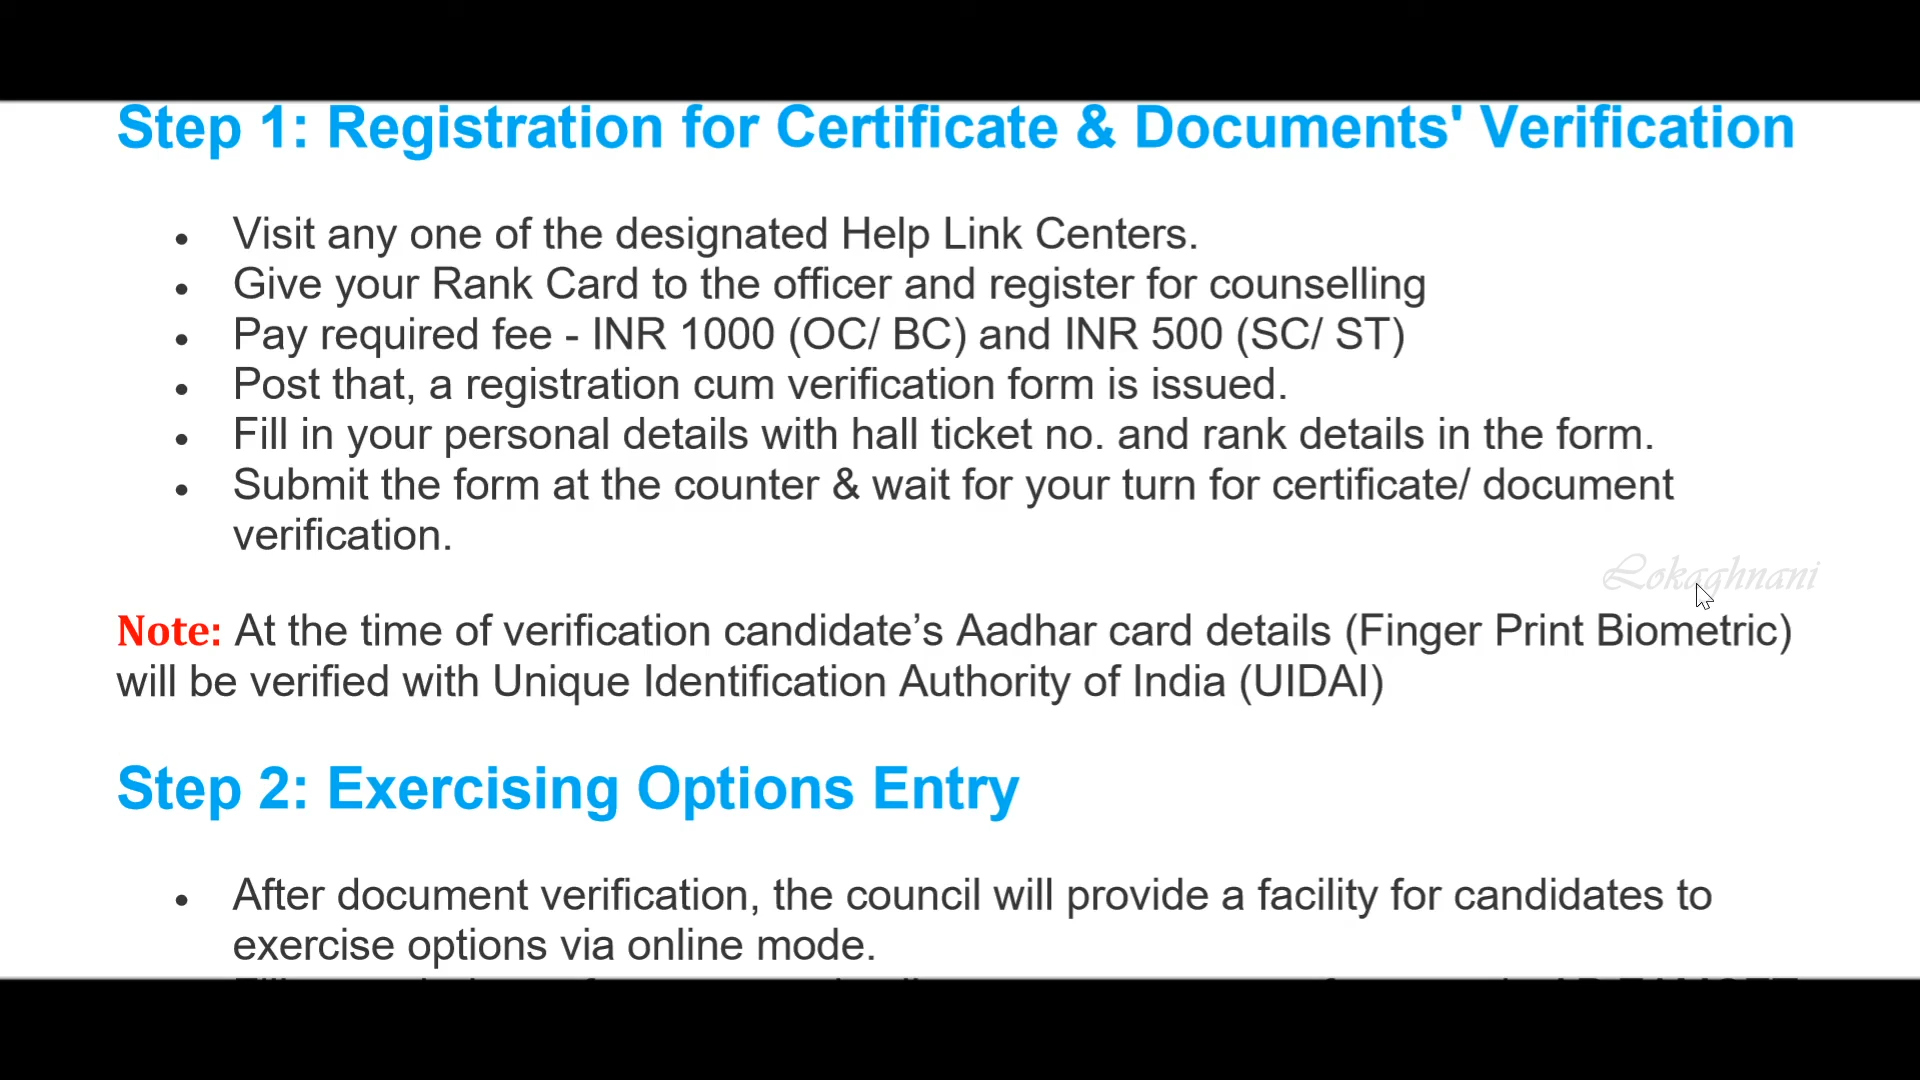 Step 1: Registration for Certificate & Documents' Verification
• Visit any one of the designated Help Link Centers.
• Give your Rank Card to the officer and register for counselling
• Pay required fee - INR 1000 (OC/ BC) and INR 500 (SC/ ST)
• Post that, a registration cum verification form is issued.
• Fill in your personal details with hall ticket no. and rank details in the form.
• Submit the form at the counter & wait for your turn for certificate/ document
verification.
Lokaghnani
Note: At the time of verification candidate’s Aadhar card details (Finger Print Biometric)
will be verified with Unique Identification Authority of India (UIDAI)
Step 2: Exercising Options Entry
• After document verification, the council will provide a facility for candidates to
exercise options via online mode.